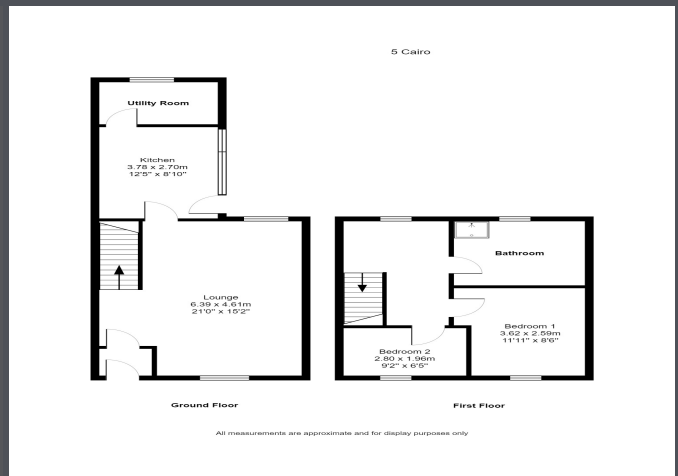 5 Cairo
Utility Room
Kitchen
3.78 x 2.70m
12'5" x 8'10"
Lounge
6.39 x 4.61m
21'0" x 15'2"
Bathroom
Bedroom 1
3.62 x 2.59m
11'11" x 8'6"
Bedroom 2
2.80 x 1.96m
9'2" x 6'5"
Ground Floor
First Floor
All measurements are approximate and for display purposes only